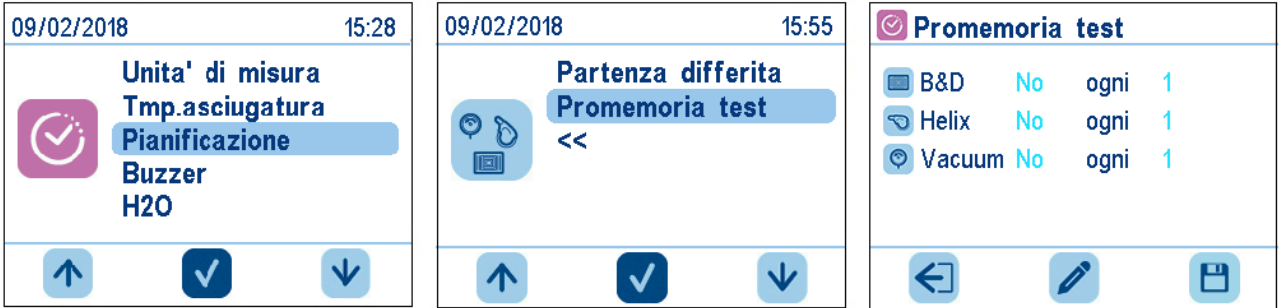 09/02/2018 15:28
Unita' di misura
Tmp.asciugatura
Pianificazione
Buzzer
H2O
09/02/2018 15:55
Partenza differita
Promemoria test
<<
Promemoria test
B&D No ogni 1
Helix No ogni 1
Vacuum No ogni 1